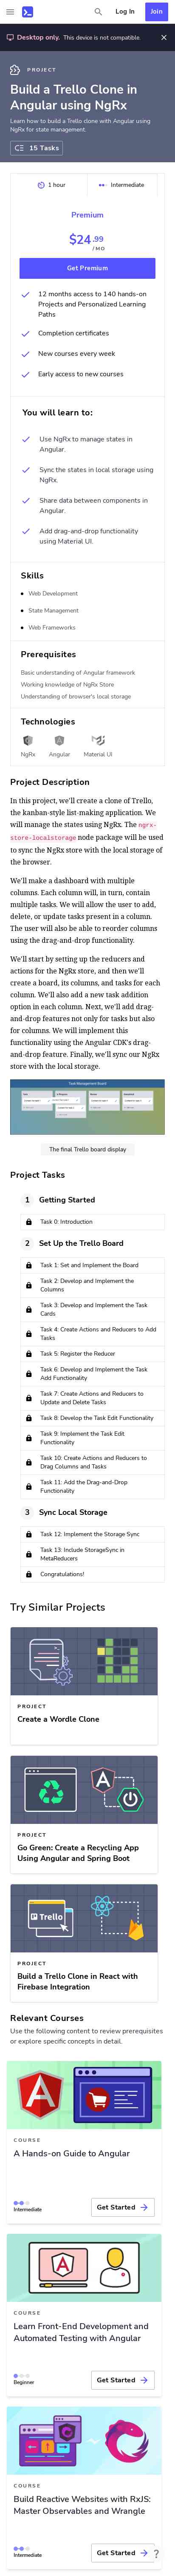 Log In
Join
Desktop only. This device is not compatible.
PROJECT
Build a Trello Clone in
Angular using NgRx
Learn how to build a Trello clone with Angular using
NgRx for state management.
15 Tasks
1 hour
Intermediate
Premium
$24.99
/ MO
Get Premium
12 months access to 140 hands-on
Projects and Personalized Learning
Paths.
Completion certificates
New courses every week
Early access to new courses
You will learn to:
Use NgRx to manage states in
Angular.
Sync the states in local storage using
NgRx.
Share data between components in
Angular.
Add drag-and-drop functionality
using Material UI.
Skills
Web Development
State Management
Web Frameworks
Prerequisites
Basic understanding of Angular framework
Working knowledge of NgRx Store
Understanding of browser's local storage
Technologies
NgRx
Angular
Material UI
Project Description
In this project, we'll create a clone of Trello,
the kanban-style list-making application. We
will manage the states using NgRx. The ngrx-
store-localstorage node package will be used
to sync the NgRx store with the local storage of
the browser.
We'll make a dashboard with multiple
columns. Each column will, in turn, contain
multiple tasks. We will allow the user to add,
delete, or update tasks present in a column.
The user will also be able to reorder columns
using the drag-and-drop functionality.
We'll start by setting up the reducers and
actions for the NgRx store, and then we'll
create a board, its columns, and tasks for each
column. We'll also add a new task addition
option in each column. Next, we'll add drag-
and-drop features not only for tasks but also
for columns. We will implement this
functionality using the Angular CDK's drag-
and-drop feature. Finally, we'll sync our NgRx
store with the local storage.
Task Management Board
The final Trello board display
Project Tasks
1 Getting Started
Task 0: Introduction
2 Set Up the Trello Board
Task 1: Set and Implement the Board
Task 2: Develop and Implement the
Columns
Task 3: Develop and Implement the Task
Cards
Task 4: Create Actions and Reducers to Add
Tasks
Task 5: Register the Reducer
Task 6: Develop and Implement the Task
Add Functionality
Task 7: Create Actions and Reducers to
Update and Delete Tasks
Task 8: Develop the Task Edit Functionality
Task 9: Implement the Task Edit
Functionality
Task 10: Create Actions and Reducers to
Drag Columns and Tasks
Task 11: Add the Drag-and-Drop
Functionality
3 Sync Local Storage
Task 12: Implement the Storage Sync
Task 13: Include StorageSync in
MetaReducers
Congratulations!
Try Similar Projects
PROJECT
Create a Wordle Clone
PROJECT
Go Green: Create a Recycling App
Using Angular and Spring Boot
Trello
PROJECT
Build a Trello Clone in React with
Firebase Integration
Relevant Courses
Use the following content to review prerequisites
or explore specific concepts in detail.
COURSE
A Hands-on Guide to Angular
Intermediate
Get Started
COURSE
Learn Front-End Development and
Automated Testing with Angular
Beginner
Get Started
COURSE
Build Reactive Websites with RxJS:
Master Observables and Wrangle
Intermediate
Get Started
?